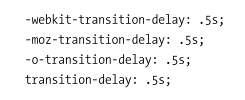 -webkit-transition-delay: .5s;
-moz-transition-delay: .5s;
-o-transition-delay: .5s;
transition-delay: .5s;